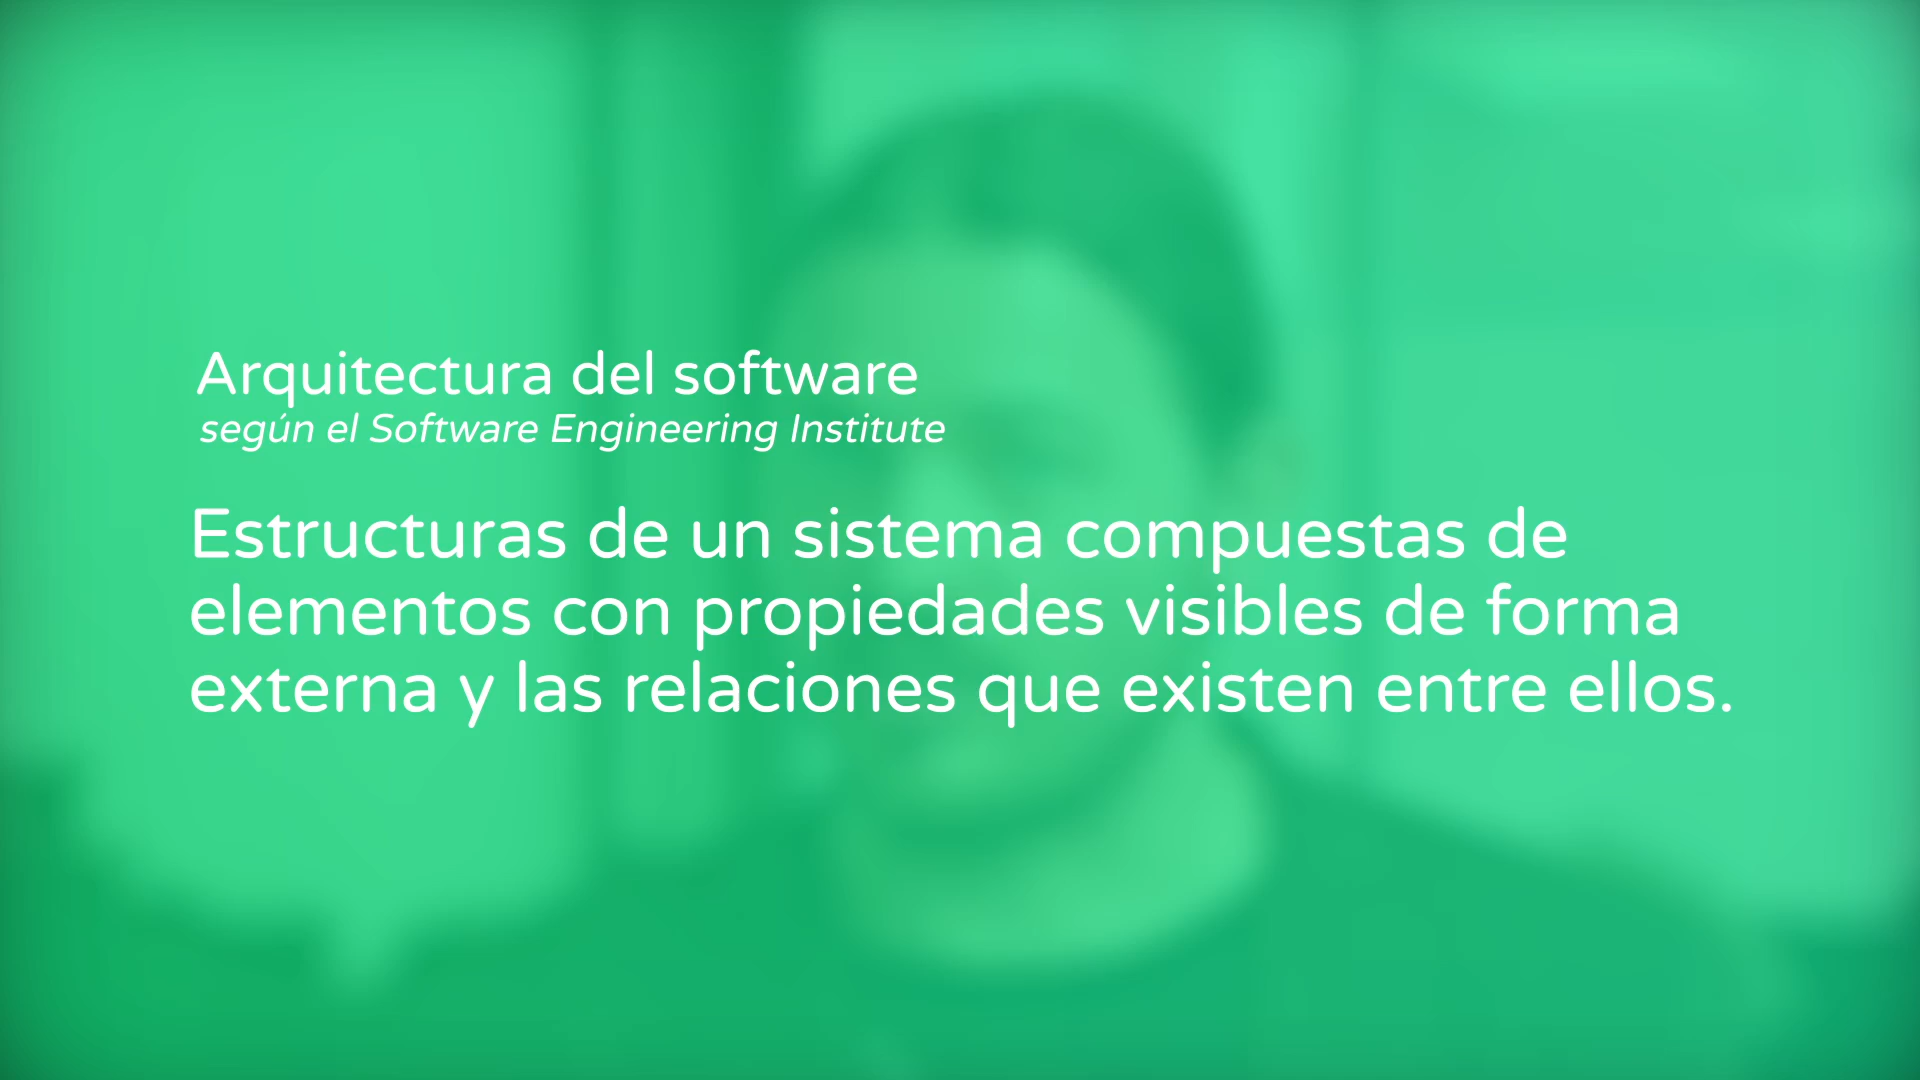 Arquitectura del software
según el Software Engineering Institute
Estructuras de un sistema compuestas de
elementos con propiedades visibles de forma
externa y las relaciones que existen entre ellos.